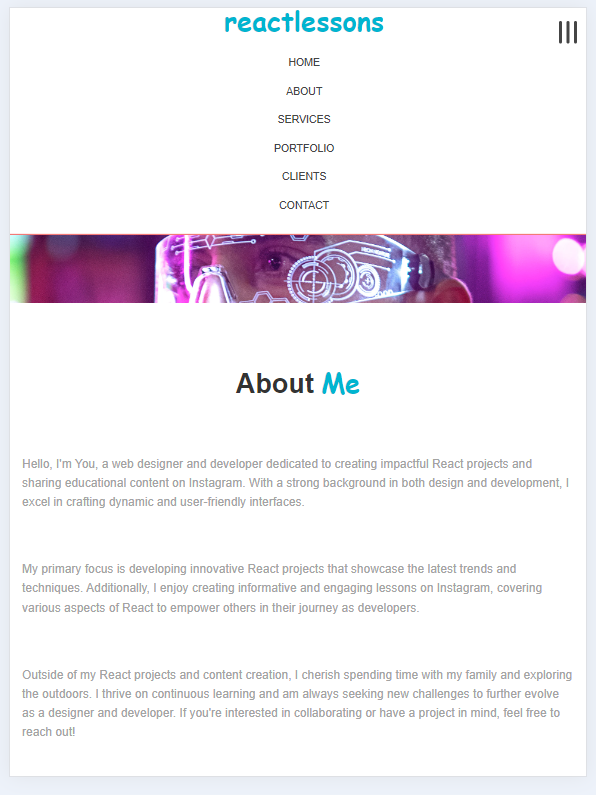 reactlessons
HOME
ABOUT
SERVICES
PORTFOLIO
CLIENTS
CONTACT
About Me
Hello, I'm You, a web designer and developer dedicated to creating impactful React projects and
sharing educational content on Instagram. With a strong background in both design and development, I
excel in crafting dynamic and user-friendly interfaces.
My primary focus is developing innovative React projects that showcase the latest trends and
techniques. Additionally, I enjoy creating informative and engaging lessons on Instagram, covering
various aspects of React to empower others in their journey as developers.
Outside of my React projects and content creation, I cherish spending time with my family and exploring
the outdoors. I thrive on continuous learning and am always seeking new challenges to further evolve
as a designer and developer. If you're interested in collaborating or have a project in mind, feel free to
reach out!